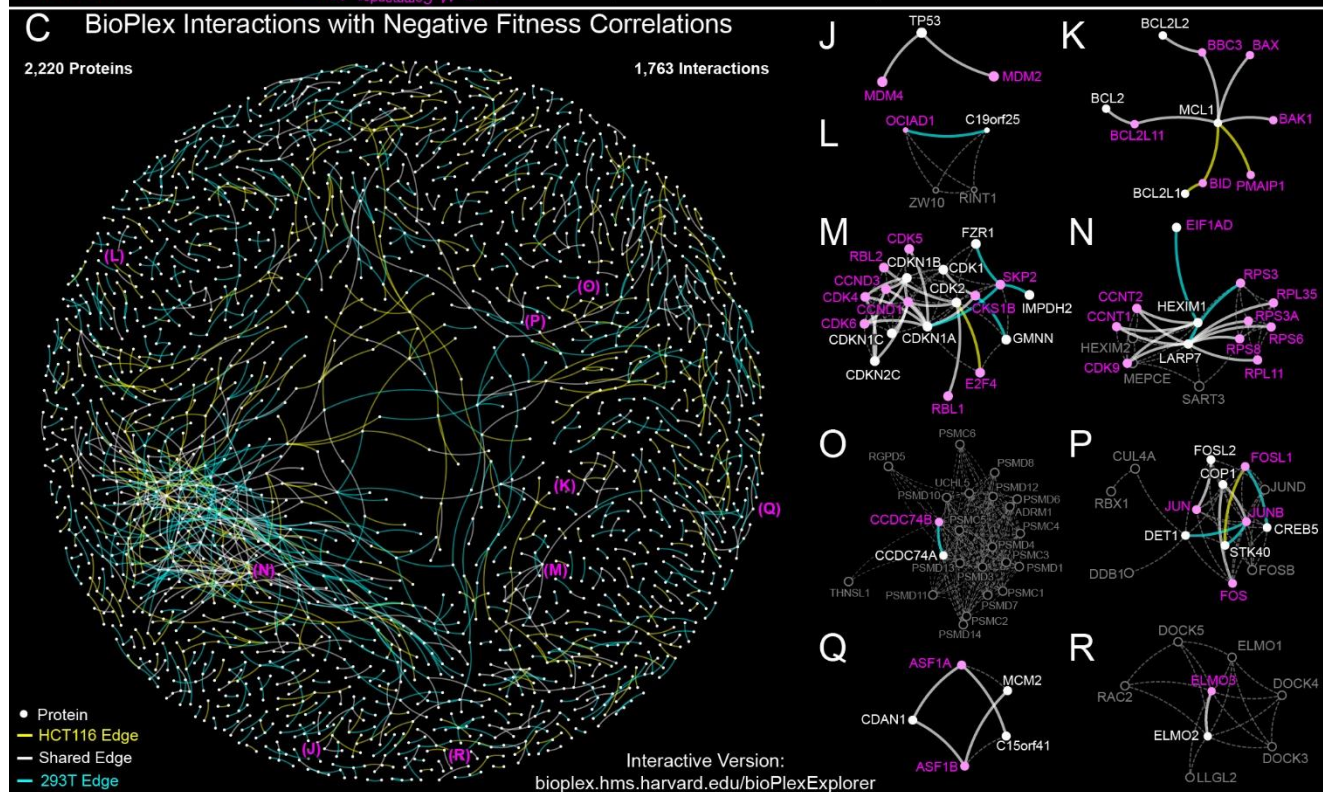 C BioPlex Interactions with Negative Fitness Correlations
2,220 Proteins
1,763 Interactions
(L)
(O)
(P)
(K)
(Q)
(N)
(M)
(J)
(R)
Protein
HCT116 Edge
Shared Edge
293T Edge
Interactive Version:
bioplex.hms.harvard.edu/bioPlexExplorer
J
TP53
MDM2
MDM4
K
BCL2L2
BBC3
BAX
BCL2
MCL1
BCL2L11
BAK1
BID
PMAIP1
BCL2L1
L
OCIAD1
C19orf25
ZW10
RINT1
M
CDK5
FZR1
RBL2
CDKN1B
CDK1
CCND3
SKP2
CDK4
CDK2
CCND1
CKS1B
IMPDH2
CDK6
CDKN1C
CDKN1A
GMNN
CDKN2C
E2F4
RBL1
N
EIF1AD
RPS3
CCNT2
HEXIM1
RPL35
CCNT1
RPS3A
HEXIM2
RPS6
LARP7
RPS8
CDK9
MEPCE
RPL11
SART3
O
PSMC6
RGPD5
PSMD8
UCHL5
PSMD12
PSMD10
PSMD6
ADRM1
CCDC74B
PSMC5
PSMC4
PSMD4
CCDC74A
PSMC3
PSMD13
PSMD1
PSMD3
THNSL1
PSMD11
PSMC1
PSMD7
PSMC2
PSMD14
P
FOSL2
CUL4A
COP1
FOSL1
RBX1
JUND
JUN
JUNB
DET1
CREB5
STK40
DDB1
FOSB
FOS
Q
ASF1A
MCM2
CDAN1
C15orf41
ASF1B
R
DOCK5
ELMO1
RAC2
ELMO3
DOCK4
ELMO2
DOCK3
LLGL2